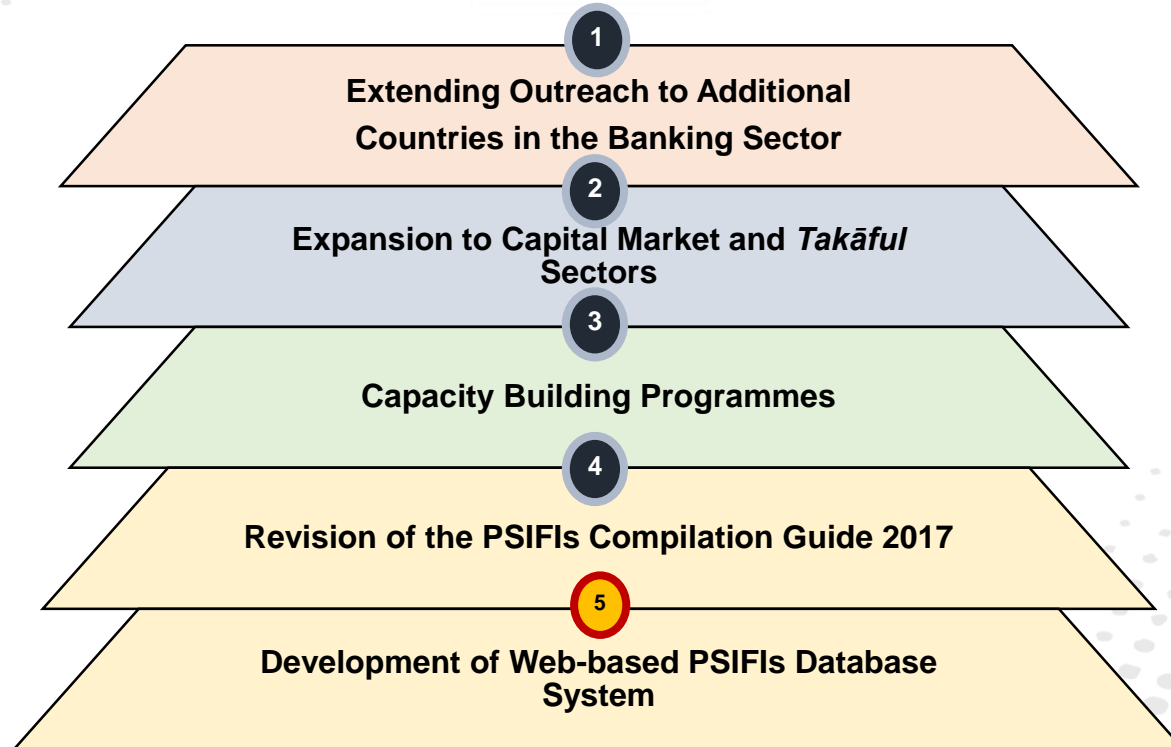 1
Extending Outreach to Additional
Countries in the Banking Sector
2
Expansion to Capital Market and Takāful
Sectors
3
Capacity Building Programmes
4
Revision of the PSIFIs Compilation Guide 2017
5
Development of Web-based PSIFIs Database
System